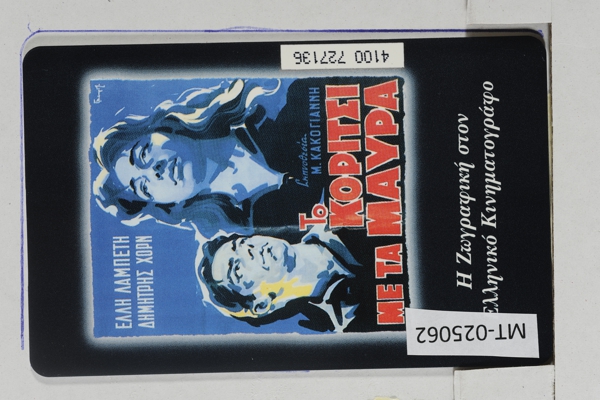 4100 727136
Γραμ.
ΕΛΛΗ ΛΑΜΠΕΤΗ
ΔΗΜΗΤΡΗΣ ΧΟΡΝ
Σκηνοθεσία
Μ. ΚΑΚΟΓΙΑΝΝΗ
Το
ΚΟΡΙΤΣΙ
ΜΕ ΤΑ ΜΑΥΡΑ
Η Ζωγραφική στον
Ελληνικό Κινηματογράφο
MT-025062